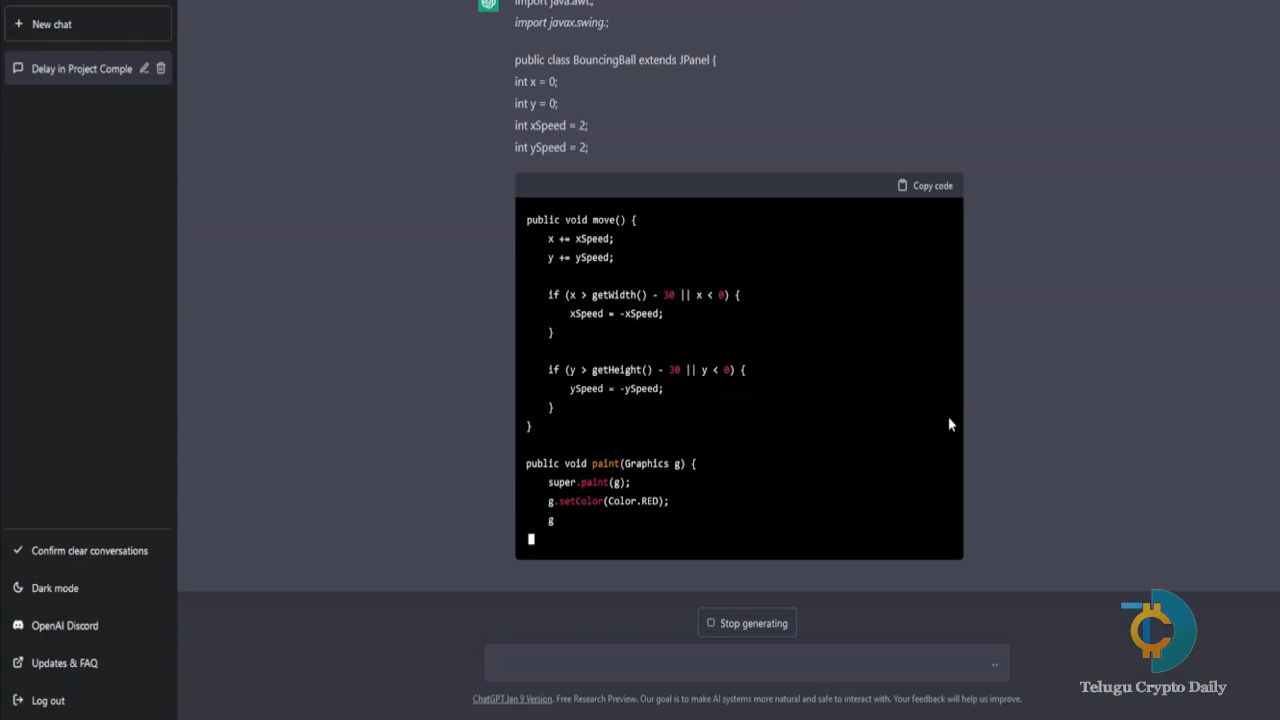 New chat
Delay in Project Comple
import java.awt.;
import javax.swing.;
public class BouncingBall extends JPanel {
int x = 0;
int y = 0;
int xSpeed = 2;
int ySpeed = 2;
Copy code
public void move() {
x += xSpeed;
y += ySpeed;
if (x > getWidth() - 30 || x < 0) {
xSpeed = -xSpeed;
}
if (y > getHeight() - 30 || y < 0) {
ySpeed = -ySpeed;
}
}
public void paint(Graphics g) {
super.paint(g);
g.setColor(Color.RED);
g
Confirm clear conversations
Dark mode
OpenAI Discord
Updates & FAQ
Log out
Stop generating
ChatGPT Jan 9 Version. Free Research Preview. Our goal is to make AI systems more natural and safe to interact with. Your feedback will help us improve.
Telugu Crypto Daily